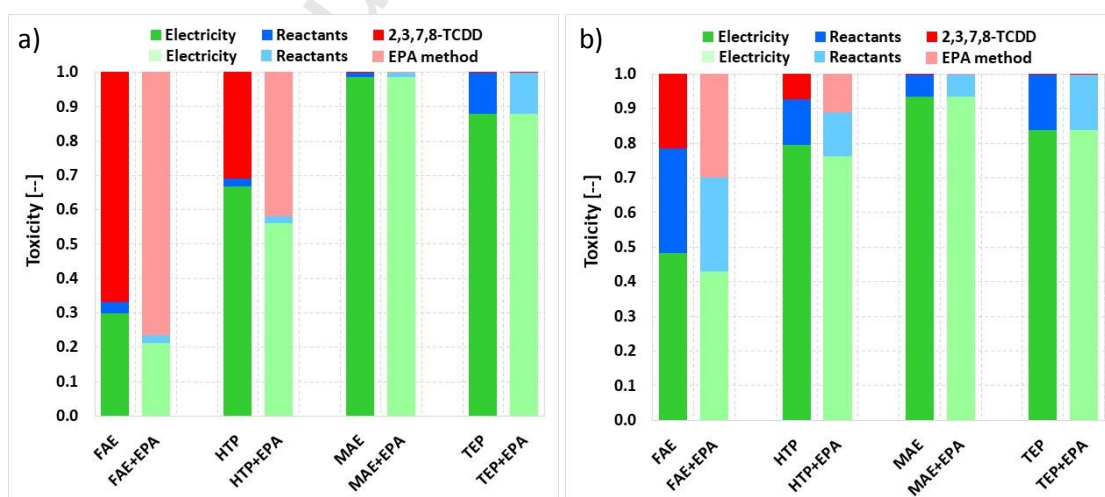 a)
Electricity Reactants 2,3,7,8-TCDD
Electricity Reactants EPA method
Toxicity [--]
1.0
0.9
0.8
0.7
0.6
0.5
0.4
0.3
0.2
0.1
0.0
FAE
FAE+EPA
HTP
HTP+EPA
MAE
MAE+EPA
TEP
TEP+EPA
b)
Electricity Reactants 2,3,7,8-TCDD
Electricity Reactants EPA method
Toxicity [--]
1.0
0.9
0.8
0.7
0.6
0.5
0.4
0.3
0.2
0.1
0.0
FAE
FAE+EPA
HTP
HTP+EPA
MAE
MAE+EPA
TEP
TEP+EPA